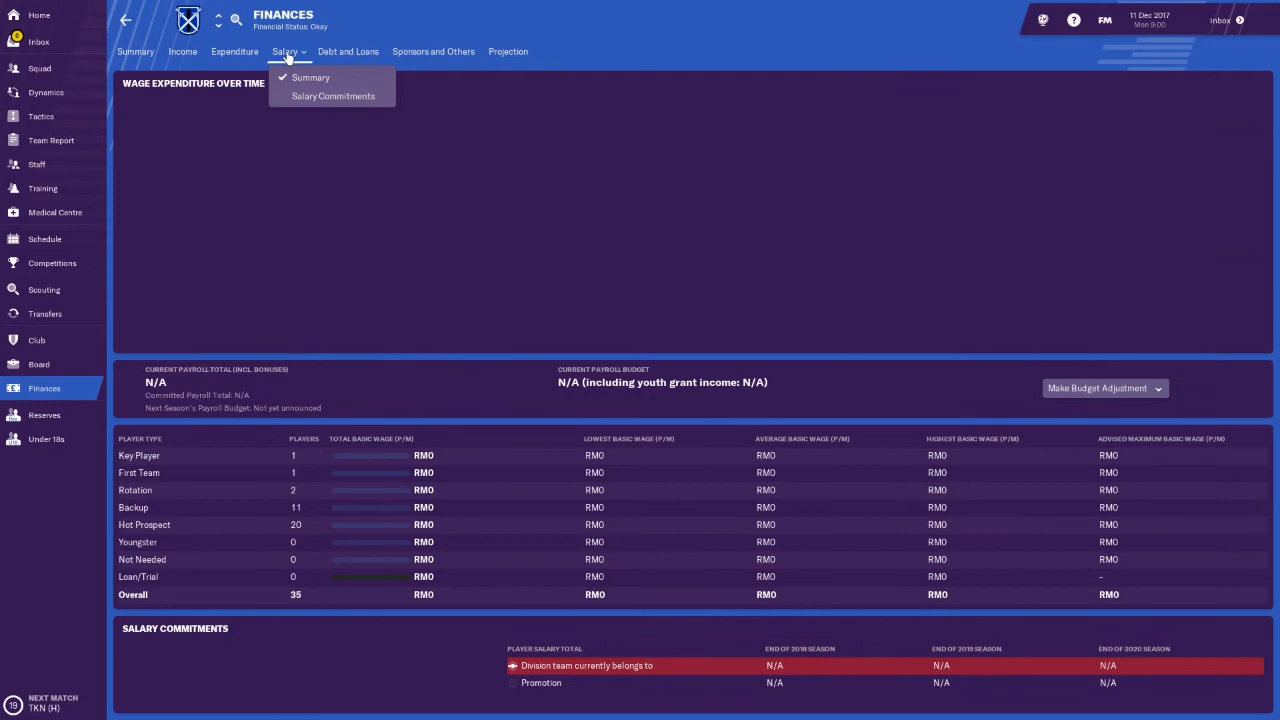 Home
6
Inbox
Squad
Dynamics
Tactics
Team Report
Staff
Training
Medical Centre
Schedule
Competitions
Scouting
Transfers
Club
Board
Finances
Reserves
Under 18s
19 NEXT MATCH
TKN (H)
FINANCES
Financial Status: Okay
? FM 11 Dec 2017
Mon 9:00
Inbox
Summary Income Expenditure Salary Debt and Loans Sponsors and Others Projection
Summary
Salary Commitments
WAGE EXPENDITURE OVER TIME
CURRENT PAYROLL TOTAL (INCL. BONUSES)
N/A
Committed Payroll Total: N/A
Next Season's Payroll Budget: Not yet announced
CURRENT PAYROLL BUDGET
N/A (including youth grant income: N/A)
Make Budget Adjustment
PLAYER TYPE PLAYERS TOTAL BASIC WAGE (P/M) LOWEST BASIC WAGE (P/M) AVERAGE BASIC WAGE (P/M) HIGHEST BASIC WAGE (P/M) ADVISED MAXIMUM BASIC WAGE (P/M)
Key Player 1 RM0 RM0 RM0 RM0 RM0
First Team 1 RM0 RM0 RM0 RM0 RM0
Rotation 2 RM0 RM0 RM0 RM0 RM0
Backup 11 RM0 RM0 RM0 RM0 RM0
Hot Prospect 20 RM0 RM0 RM0 RM0 RM0
Youngster 0 RM0 RM0 RM0 RM0 RM0
Not Needed 0 RM0 RM0 RM0 RM0 RM0
Loan/Trial 0 RM0 RM0 RM0 RM0 -
Overall 35 RM0 RM0 RM0 RM0 RM0
SALARY COMMITMENTS
PLAYER SALARY TOTAL END OF 2018 SEASON END OF 2019 SEASON END OF 2020 SEASON
Division team currently belongs to N/A N/A N/A
Promotion N/A N/A N/A